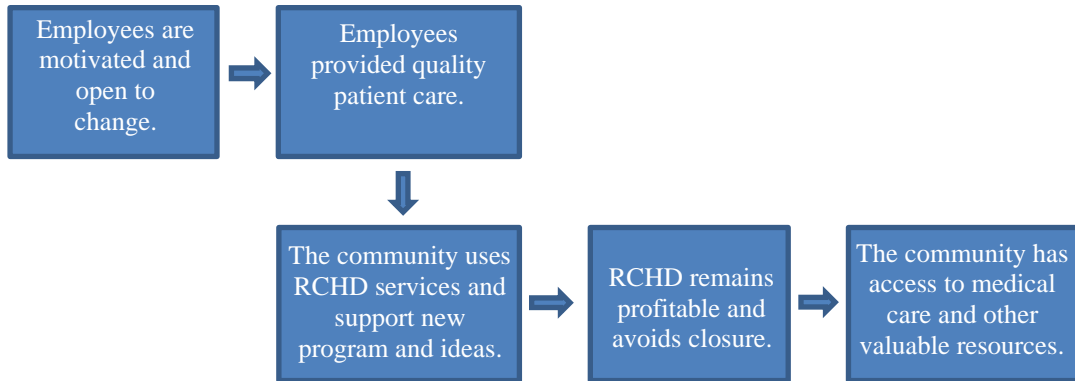 Employees are
motivated and
open to
change.
Employees
provided quality
patient care.
The community uses
RCHD services and
support new
program and ideas.
RCHD remains
profitable and
avoids closure.
The community has
access to medical
care and other
valuable resources.